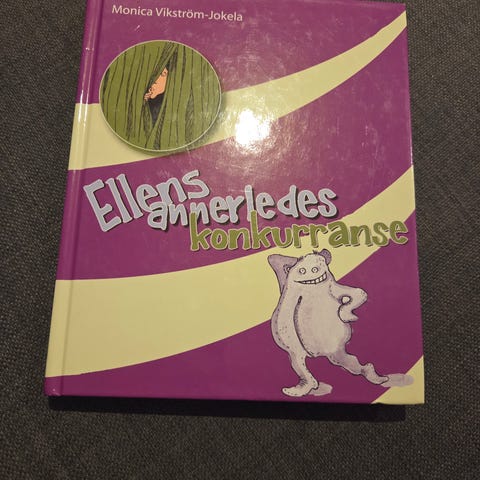 Monica Vikström-Jokela
Ellens
annerledes
konkurranse